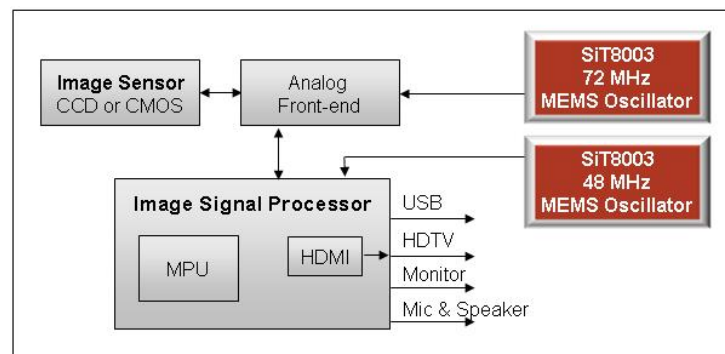 Image Sensor
CCD or CMOS
Analog
Front-end
SiT8003
72 MHz
MEMS Oscillator
SiT8003
48 MHz
MEMS Oscillator
Image Signal Processor
MPU
HDMI
USB
HDTV
Monitor
Mic & Speaker